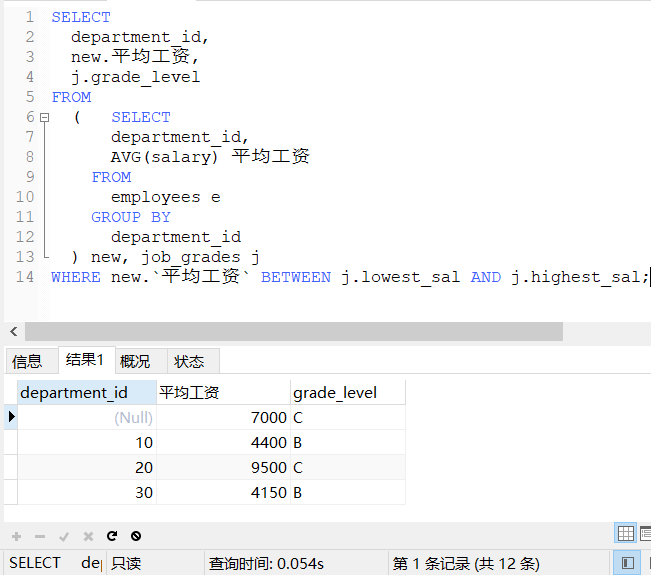 1 SELECT
2 department_id,
3 new.平均工资,
4 j.grade_level
5 FROM
6 ( SELECT
7 department_id,
8 AVG(salary) 平均工资
9 FROM
10 employees e
11 GROUP BY
12 department_id
13 ) new, job_grades j
14 WHERE new.`平均工资` BETWEEN j.lowest_sal AND j.highest_sal;
信息 结果1 概况 状态
department_id 平均工资 grade_level
(Null) 7000 C
10 4400 B
20 9500 C
30 4150 B
SELECT de 只读 查询时间: 0.054s 第 1 条记录 (共 12 条)